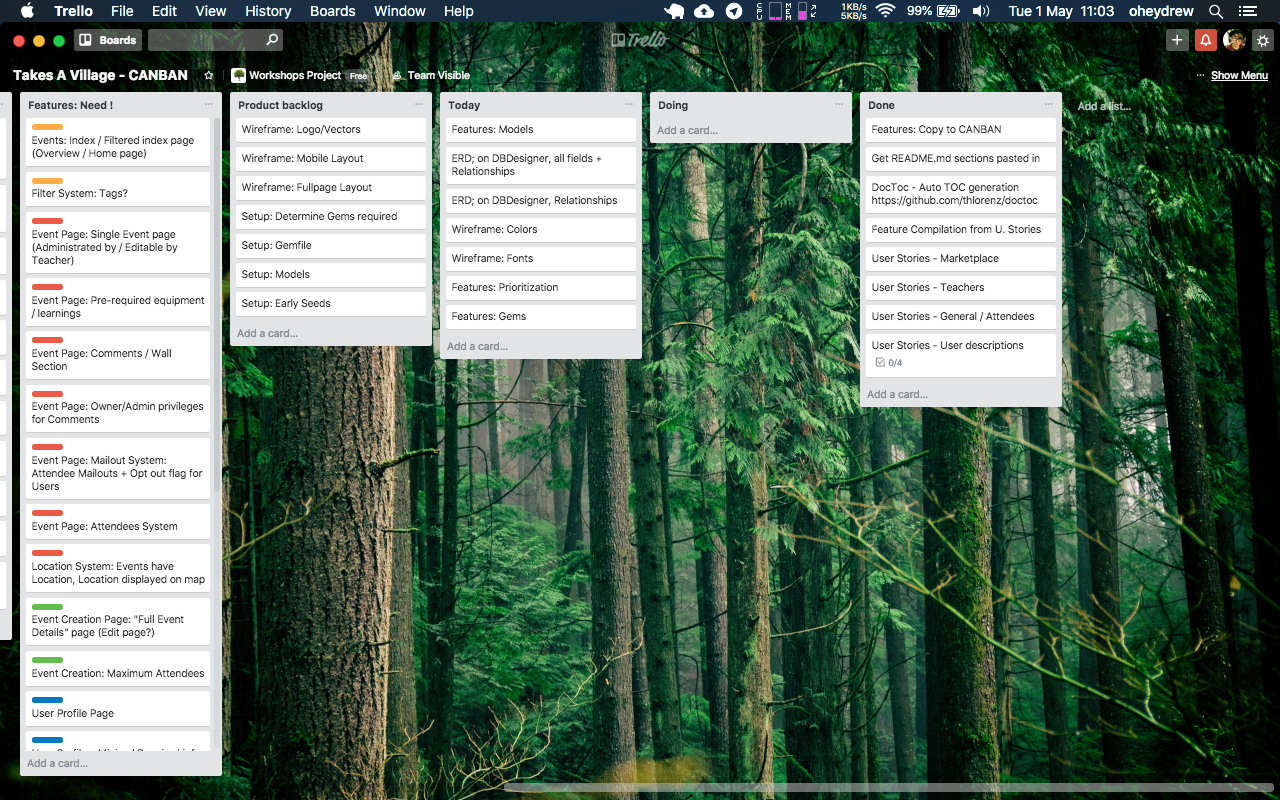 Trello File Edit View History Boards Window Help
1KB/s
5KB/s
99%
Tue 1 May 11:03 oheydrew
Boards
Trello
Takes A Village - CANBAN
Workshops Project Free
Team Visible
Show Menu
Features: Need !
Events: Index / Filtered index page
(Overview / Home page)
Filter System: Tags?
Event Page: Single Event page
(Administrated by / Editable by
Teacher)
Event Page: Pre-required equipment
/ learnings
Event Page: Comments / Wall
Section
Event Page: Owner/Admin privileges
for Comments
Event Page: Mailout System:
Attendee Mailouts + Opt out flag for
Users
Event Page: Attendees System
Location System: Events have
Location, Location displayed on map
Event Creation Page: "Full Event
Details" page (Edit page?)
Event Creation: Maximum Attendees
User Profile Page
Add a card...
Product backlog
Wireframe: Logo/Vectors
Wireframe: Mobile Layout
Wireframe: Fullpage Layout
Setup: Determine Gems required
Setup: Gemfile
Setup: Models
Setup: Early Seeds
Add a card...
Today
Features: Models
ERD; on DBDesigner, all fields +
Relationships
ERD; on DBDesigner, Relationships
Wireframe: Colors
Wireframe: Fonts
Features: Prioritization
Features: Gems
Add a card...
Doing
Add a card...
Done
Features: Copy to CANBAN
Get README.md sections pasted in
DocToc - Auto TOC generation
https://github.com/thlorenz/doctoc
Feature Compilation from U. Stories
User Stories - Marketplace
User Stories - Teachers
User Stories - General / Attendees
User Stories - User descriptions
0/4
Add a card...
Add a list...